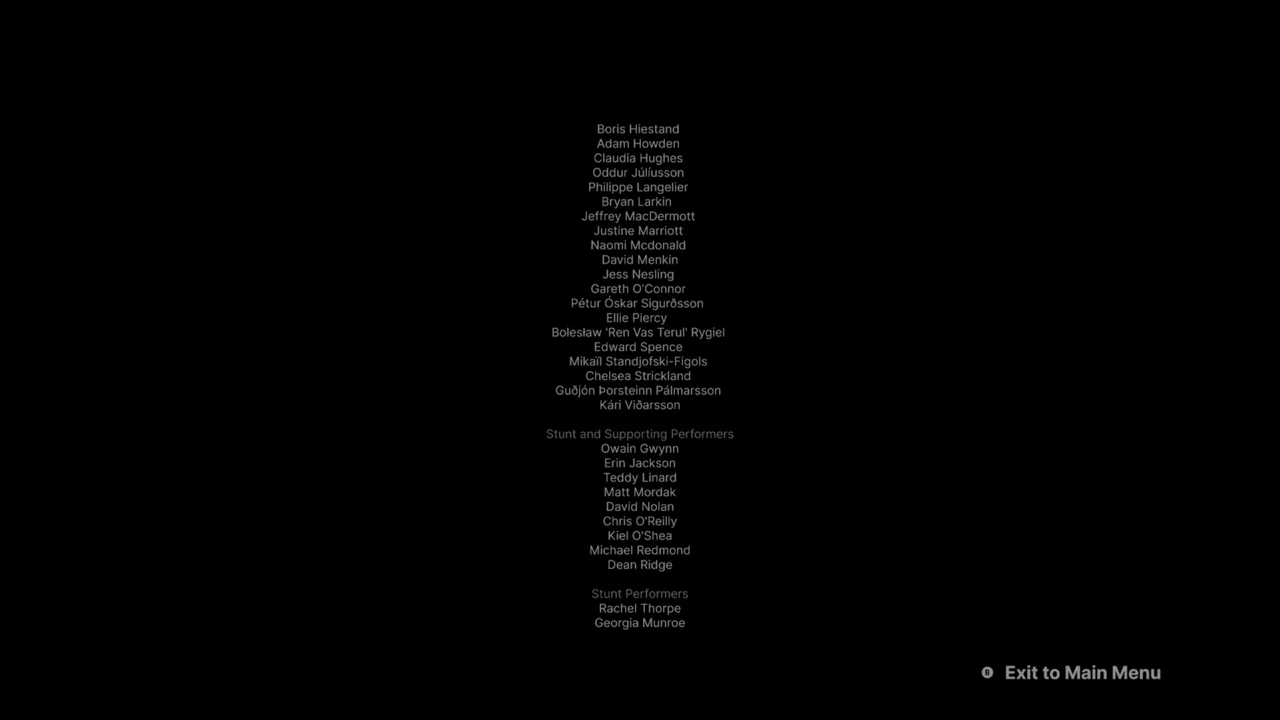 Boris Hiestand
Adam Howden
Claudia Hughes
Oddur Júlíusson
Philippe Langelier
Bryan Larkin
Jeffrey MacDermott
Justine Marriott
Naomi Mcdonald
David Menkin
Jess Nesling
Gareth O'Connor
Pétur Óskar Sigurðsson
Ellie Piercy
Bolesław 'Ren Vas Terul' Rygiel
Edward Spence
Mikaïl Standjofski-Figols
Chelsea Strickland
Guðjón Þorsteinn Pálmarsson
Kári Viðarsson
Stunt and Supporting Performers
Owain Gwynn
Erin Jackson
Teddy Linard
Matt Mordak
David Nolan
Chris O'Reilly
Kiel O'Shea
Michael Redmond
Dean Ridge
Stunt Performers
Rachel Thorpe
Georgia Munroe
B Exit to Main Menu